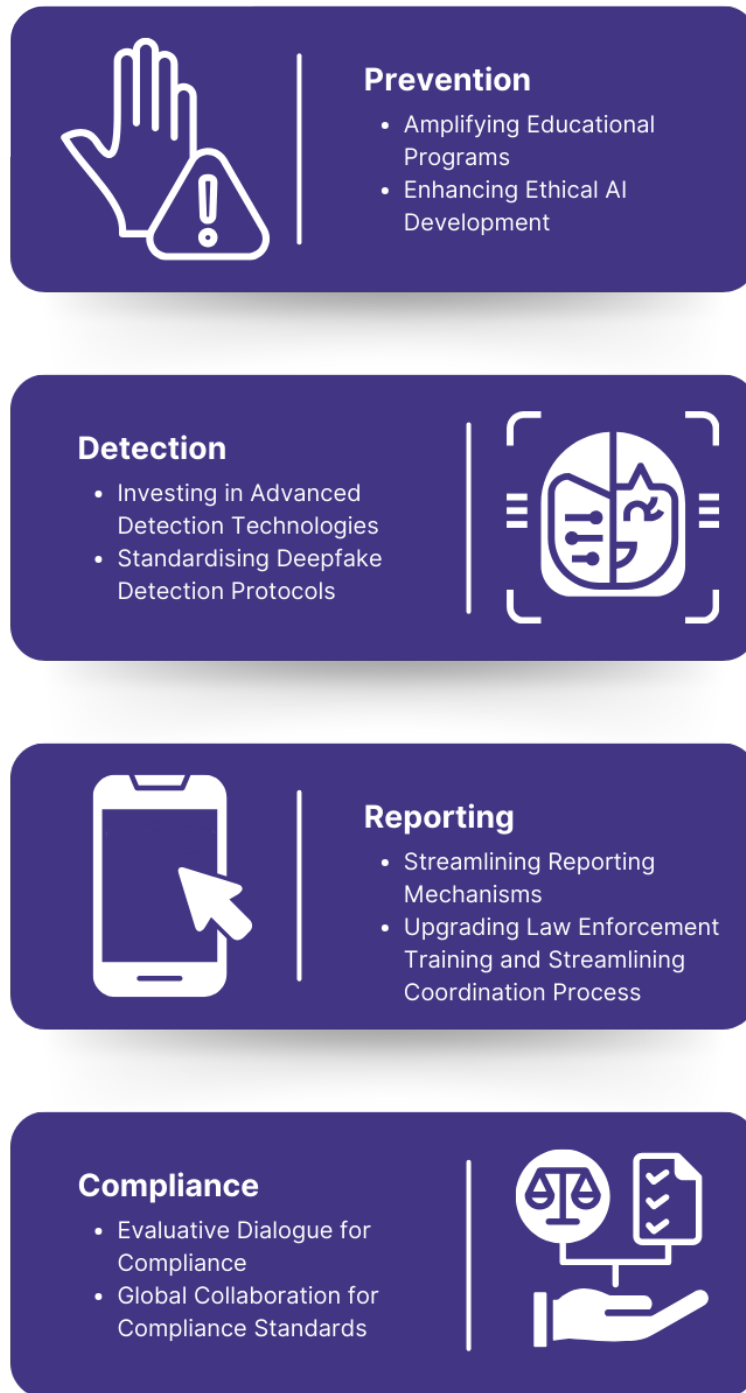 Prevention
• Amplifying Educational
Programs
• Enhancing Ethical AI
Development
Detection
• Investing in Advanced
Detection Technologies
• Standardising Deepfake
Detection Protocols
Reporting
• Streamlining Reporting
Mechanisms
• Upgrading Law Enforcement
Training and Streamlining
Coordination Process
Compliance
• Evaluative Dialogue for
Compliance
• Global Collaboration for
Compliance Standards